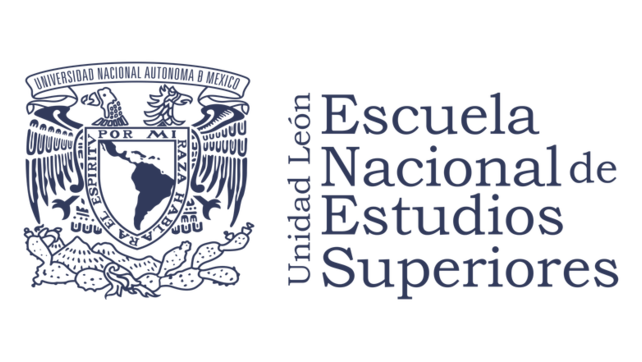 UNIVERSIDAD NACIONAL AUTONOMA D MEXICO
POR MI
RAZA HABLARA
EL ESPIRITU
Unidad León
Escuela
Nacional de
Estudios
Superiores